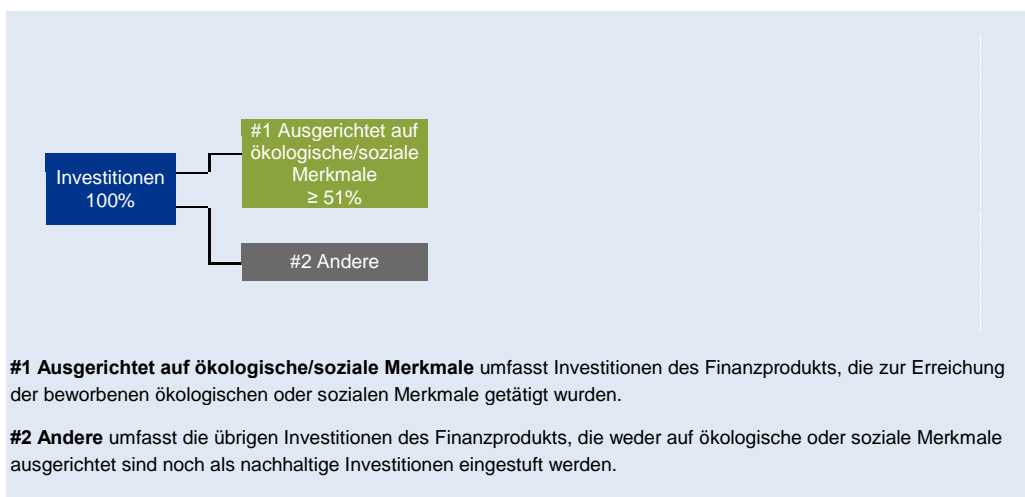 #1 Ausgerichtet auf
ökologische/soziale
Merkmale
≥ 51%
Investitionen
100%
#2 Andere
#1 Ausgerichtet auf ökologische/soziale Merkmale umfasst Investitionen des Finanzprodukts, die zur Erreichung
der beworbenen ökologischen oder sozialen Merkmale getätigt wurden.
#2 Andere umfasst die übrigen Investitionen des Finanzprodukts, die weder auf ökologische oder soziale Merkmale
ausgerichtet sind noch als nachhaltige Investitionen eingestuft werden.